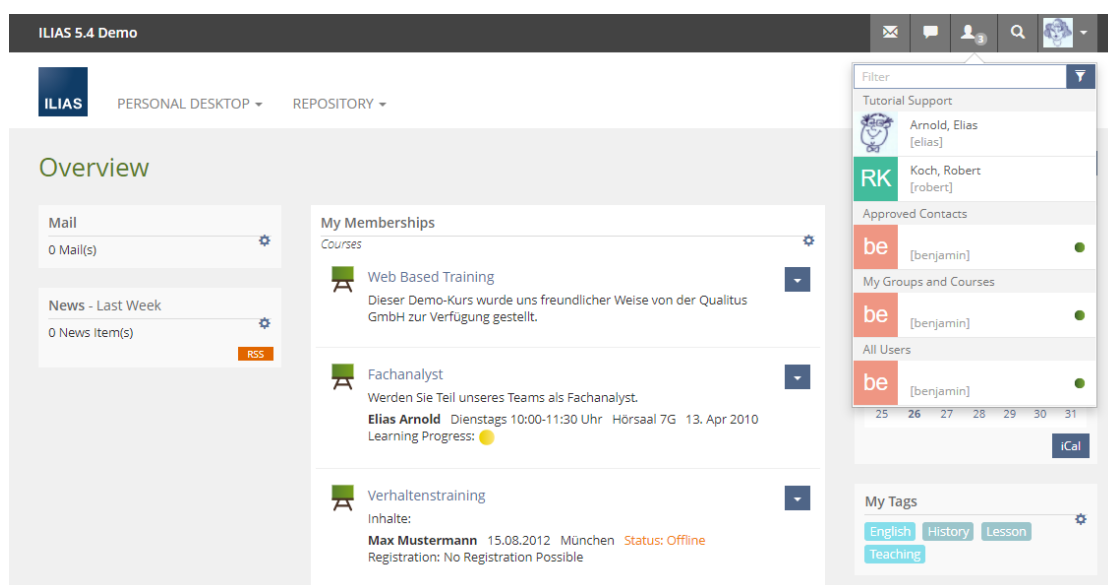 ILIAS 5.4 Demo
3
ILIAS
PERSONAL DESKTOP
REPOSITORY
Overview
Mail
0 Mail(s)
News - Last Week
0 News Item(s)
RSS
My Memberships
Courses
Web Based Training
Dieser Demo-Kurs wurde uns freundlicher Weise von der Qualitus
GmbH zur Verfügung gestellt.
Fachanalyst
Werden Sie Teil unseres Teams als Fachanalyst.
Elias Arnold Dienstags 10:00-11:30 Uhr Hörsaal 7G 13. Apr 2010
Learning Progress:
Verhaltenstraining
Inhalte:
Max Mustermann 15.08.2012 München Status: Offline
Registration: No Registration Possible
Filter
Tutorial Support
Arnold, Elias
[elias]
RK
Koch, Robert
[robert]
Approved Contacts
be
[benjamin]
My Groups and Courses
be
[benjamin]
All Users
be
[benjamin]
25 26 27 28 29 30 31
iCal
My Tags
English History Lesson
Teaching